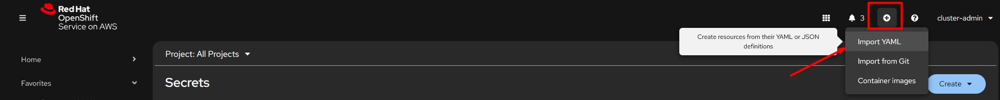 Red Hat
OpenShift
Service on AWS
3
cluster-admin
Create resources from their YAML or JSON
definitions
Import YAML
Import from Git
Container images
Home
Favorites
Project: All Projects
Secrets
Create